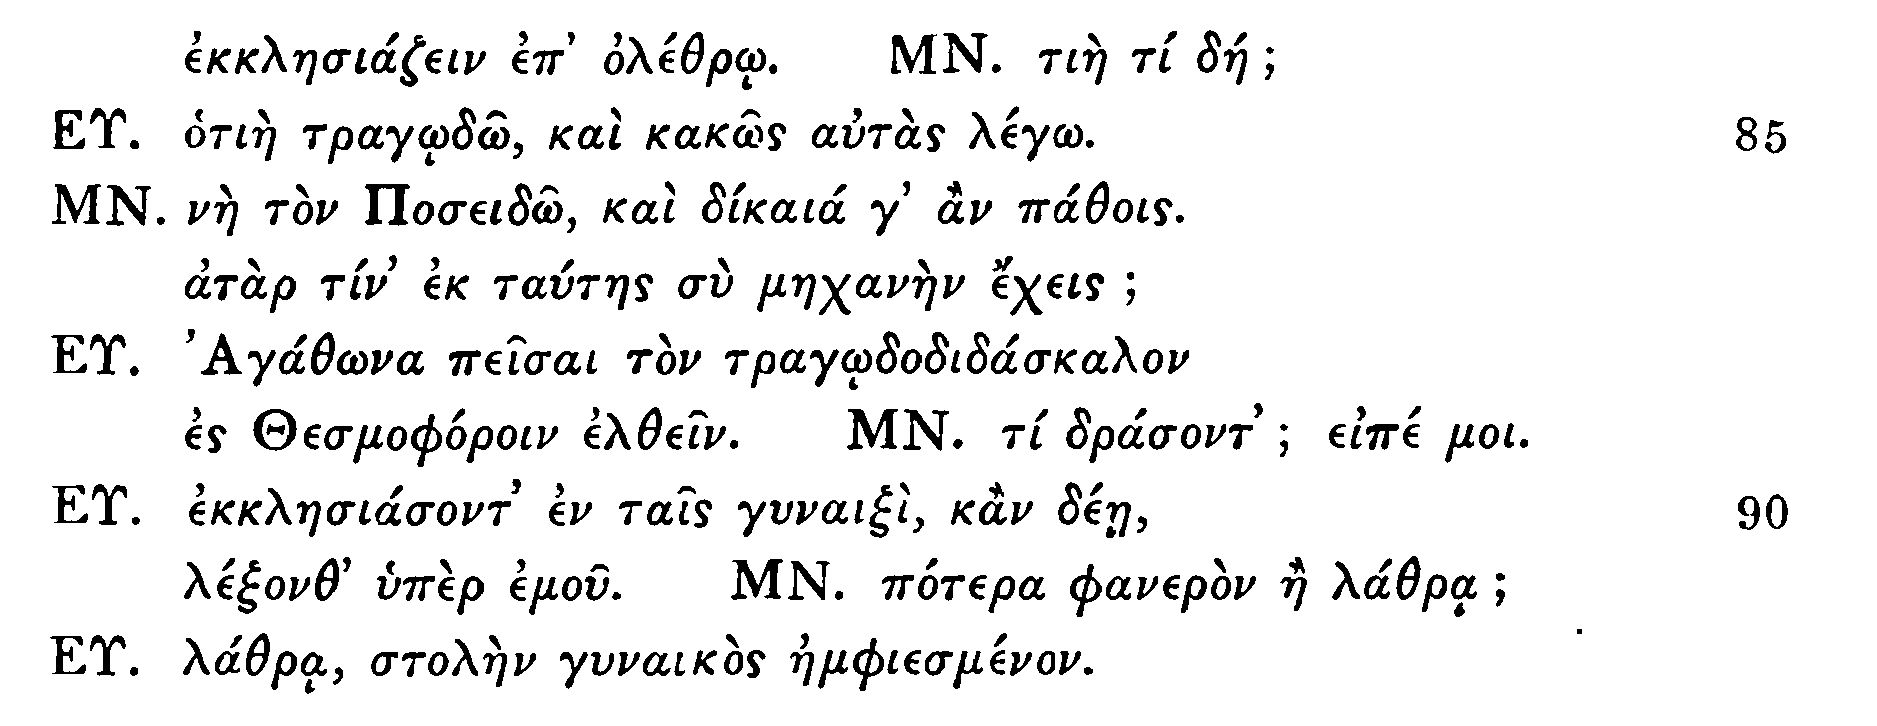 ἐκκλησιάζειν ἐπ’ ὀλέθρῳ. ΜΝ. τιὴ τί δή;
ΕΥ. ὁτιὴ τραγῳδῶ, καὶ κακῶς αὐτὰς λέγω. 85
ΜΝ. νὴ τὸν Ποσειδῶ, καὶ δίκαιά γ’ ἂν πάθοις.
ἀτὰρ τίν’ ἐκ ταύτης σὺ μηχανὴν ἔχεις;
ΕΥ. Ἀγάθωνα πεῖσαι τὸν τραγῳδοδιδάσκαλον
ἐς Θεσμοφόροιν ἐλθεῖν. ΜΝ. τί δράσοντ’; εἰπέ μοι.
ΕΥ. ἐκκλησιάσοντ’ ἐν ταῖς γυναιξὶ, κἂν δέῃ, 90
λέξονθ’ ὑπὲρ ἐμοῦ. ΜΝ. πότερα φανερὸν ἢ λάθρᾳ;
ΕΥ. λάθρᾳ, στολὴν γυναικὸς ἠμφιεσμένον.